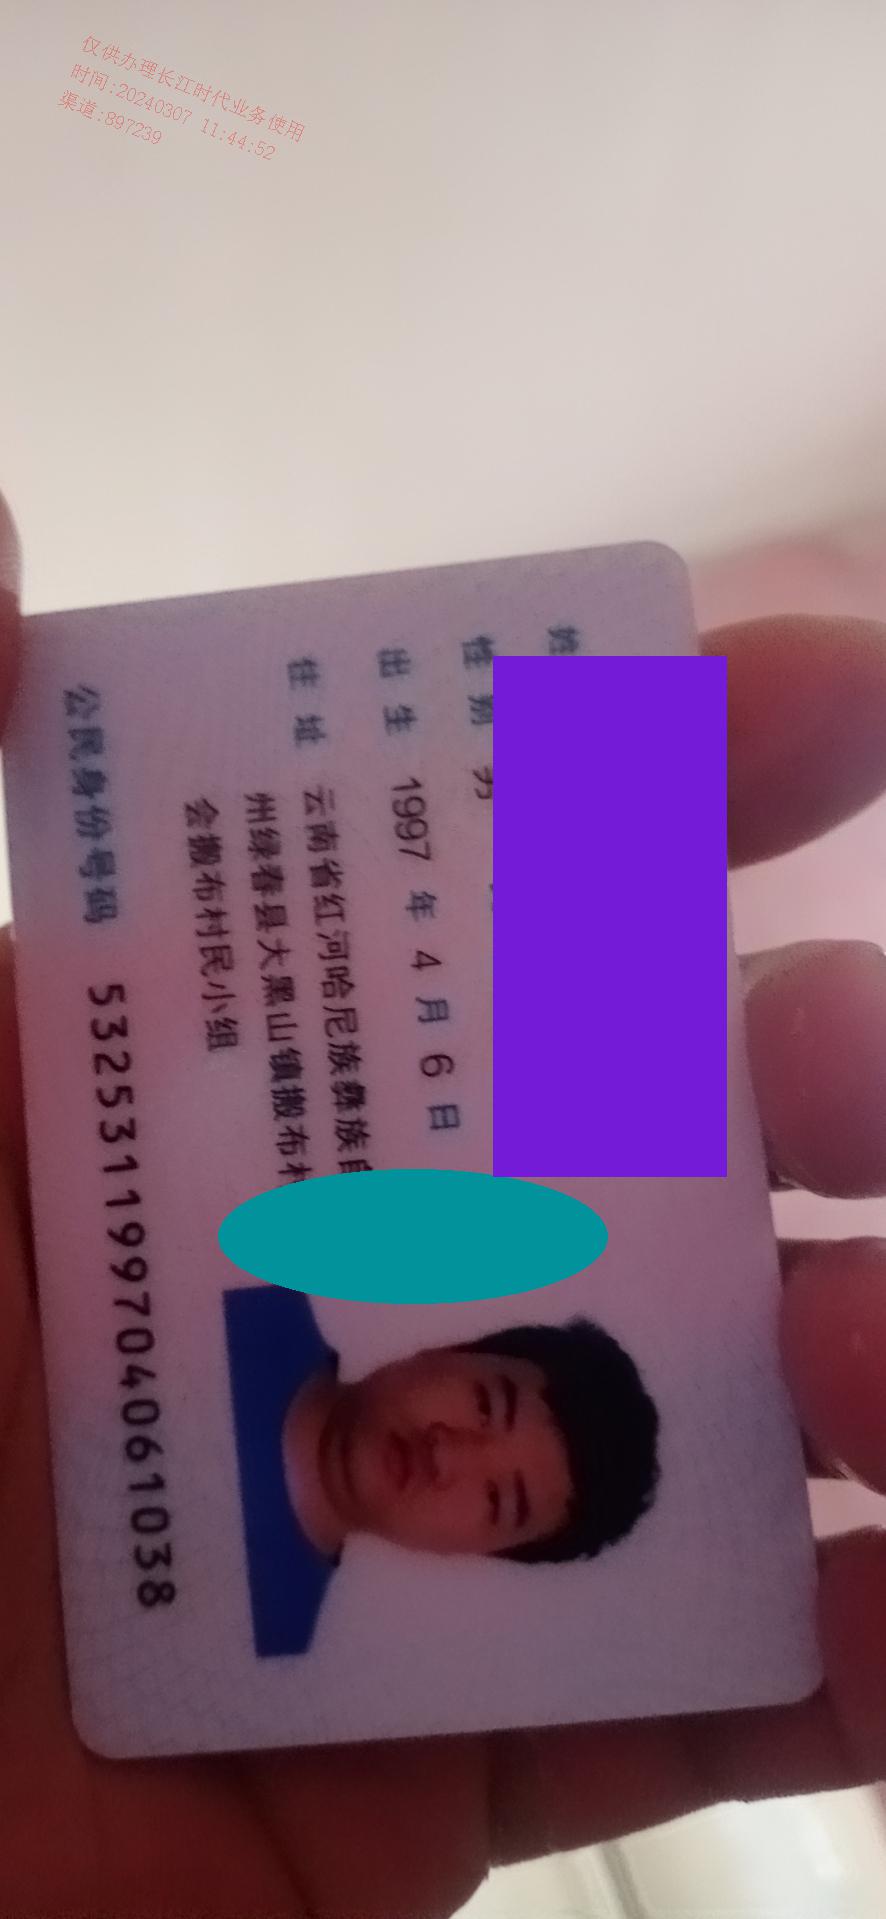 仅供办理长江时代业务使用
时间:20240307 11:44:52
渠道:897239
姓
性别 男
出生 1997 年 4 月 6 日
住址 云南省红河哈尼族彝族自
州绿春县大黑山镇搬布村
会搬布村民小组
公民身份号码 532531199704061038